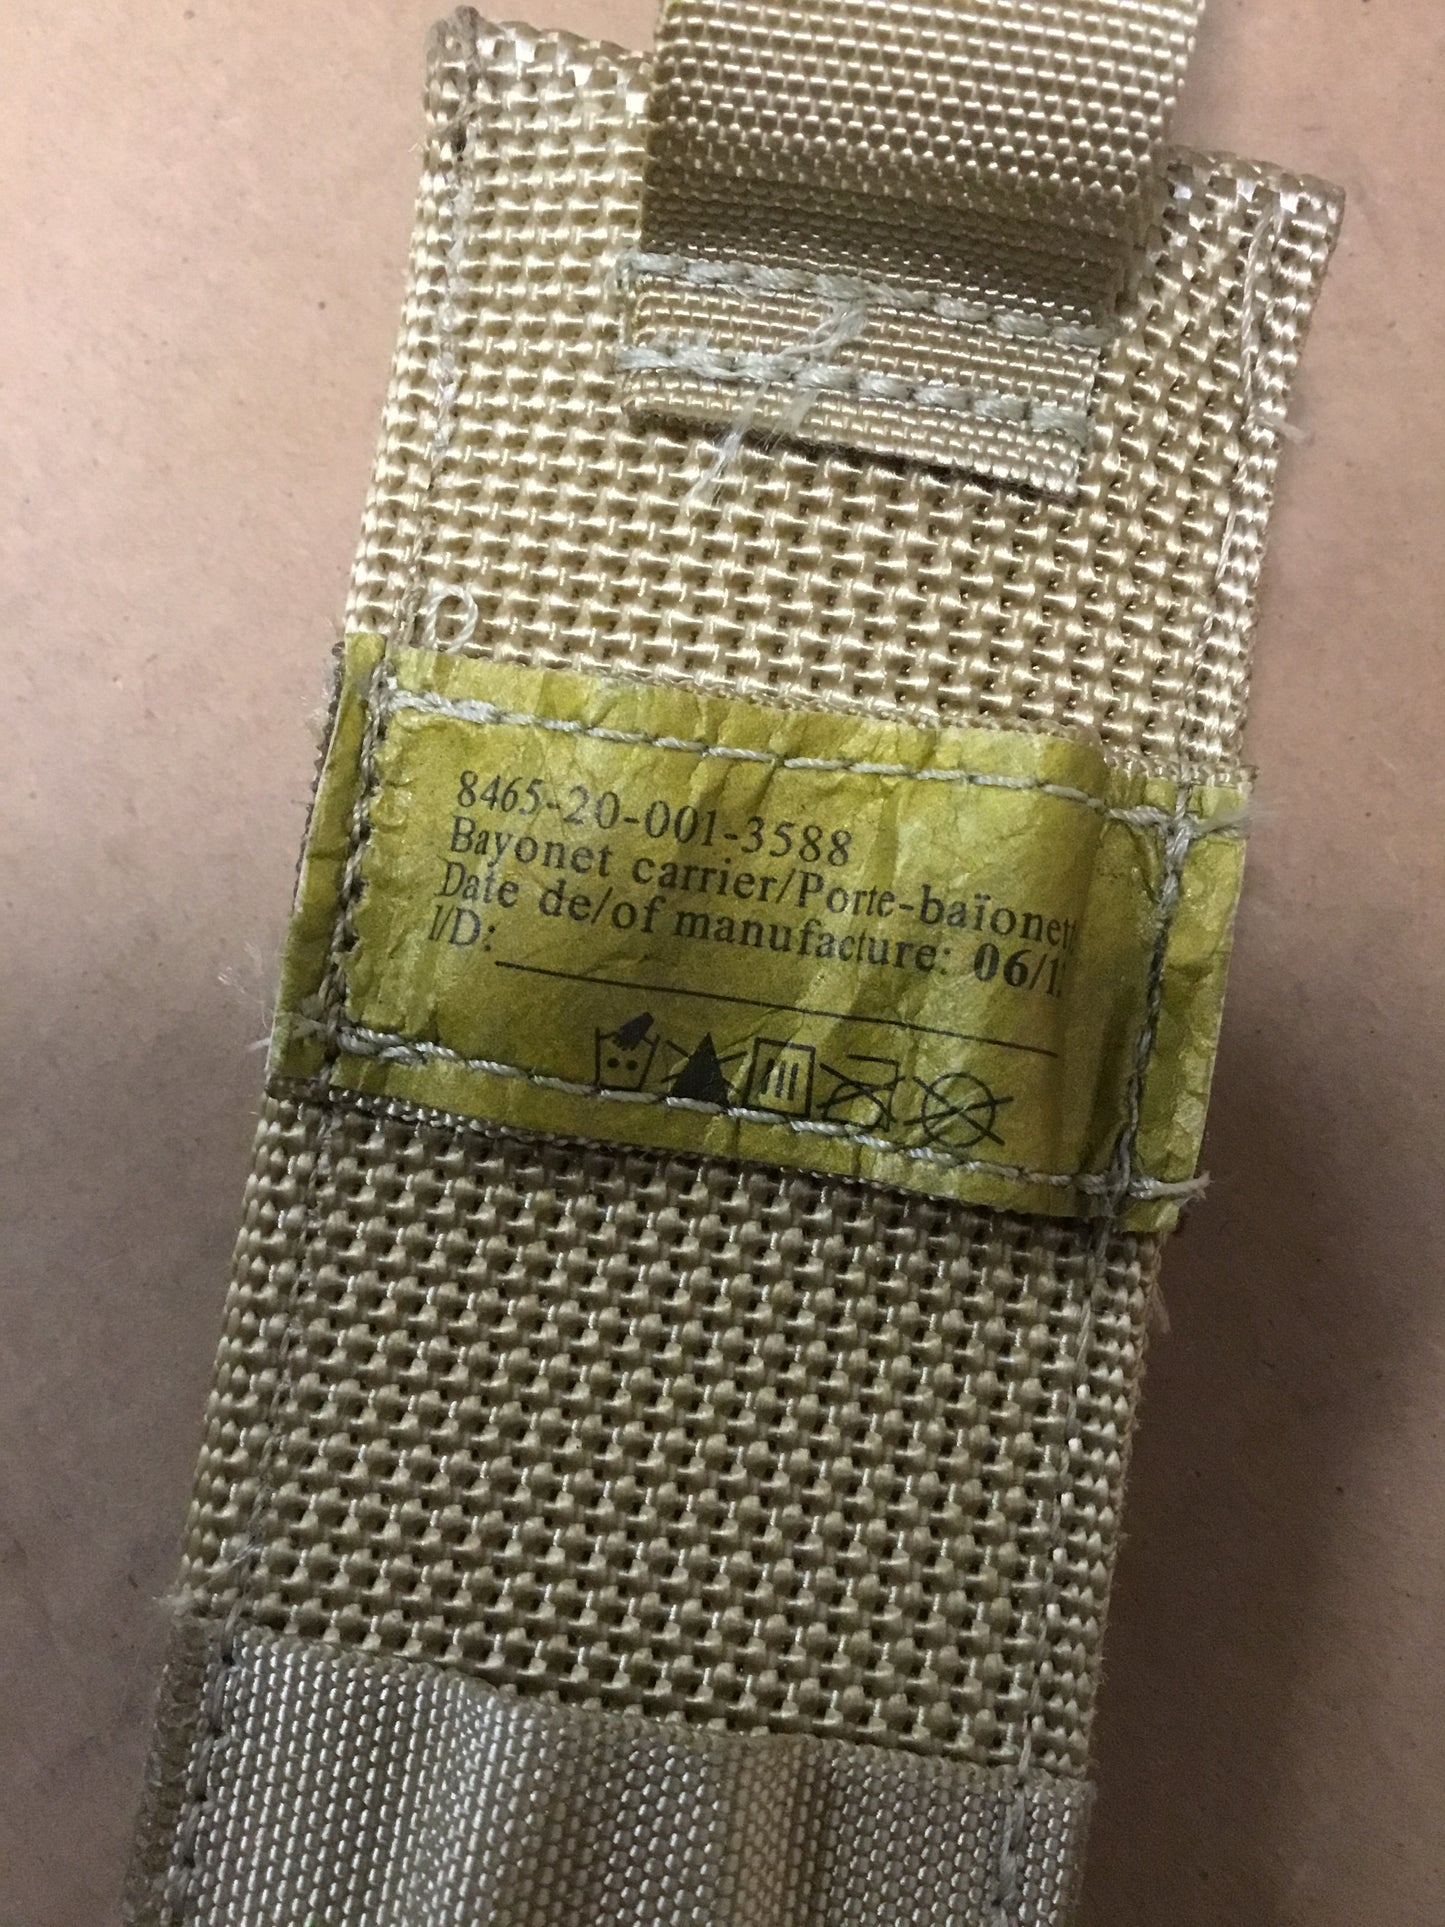 8465-20-001-3588
Bayonet carrier/Porte-baïonett
Date de/of manufacture: 06/1
I/D: